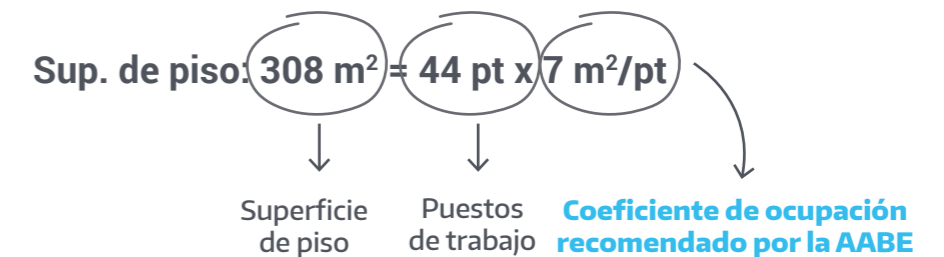 Sup. de piso: 308 m² = 44 pt x 7 m²/pt
Superficie
de piso
Puestos
de trabajo
Coeficiente de ocupación
recomendado por la AABE